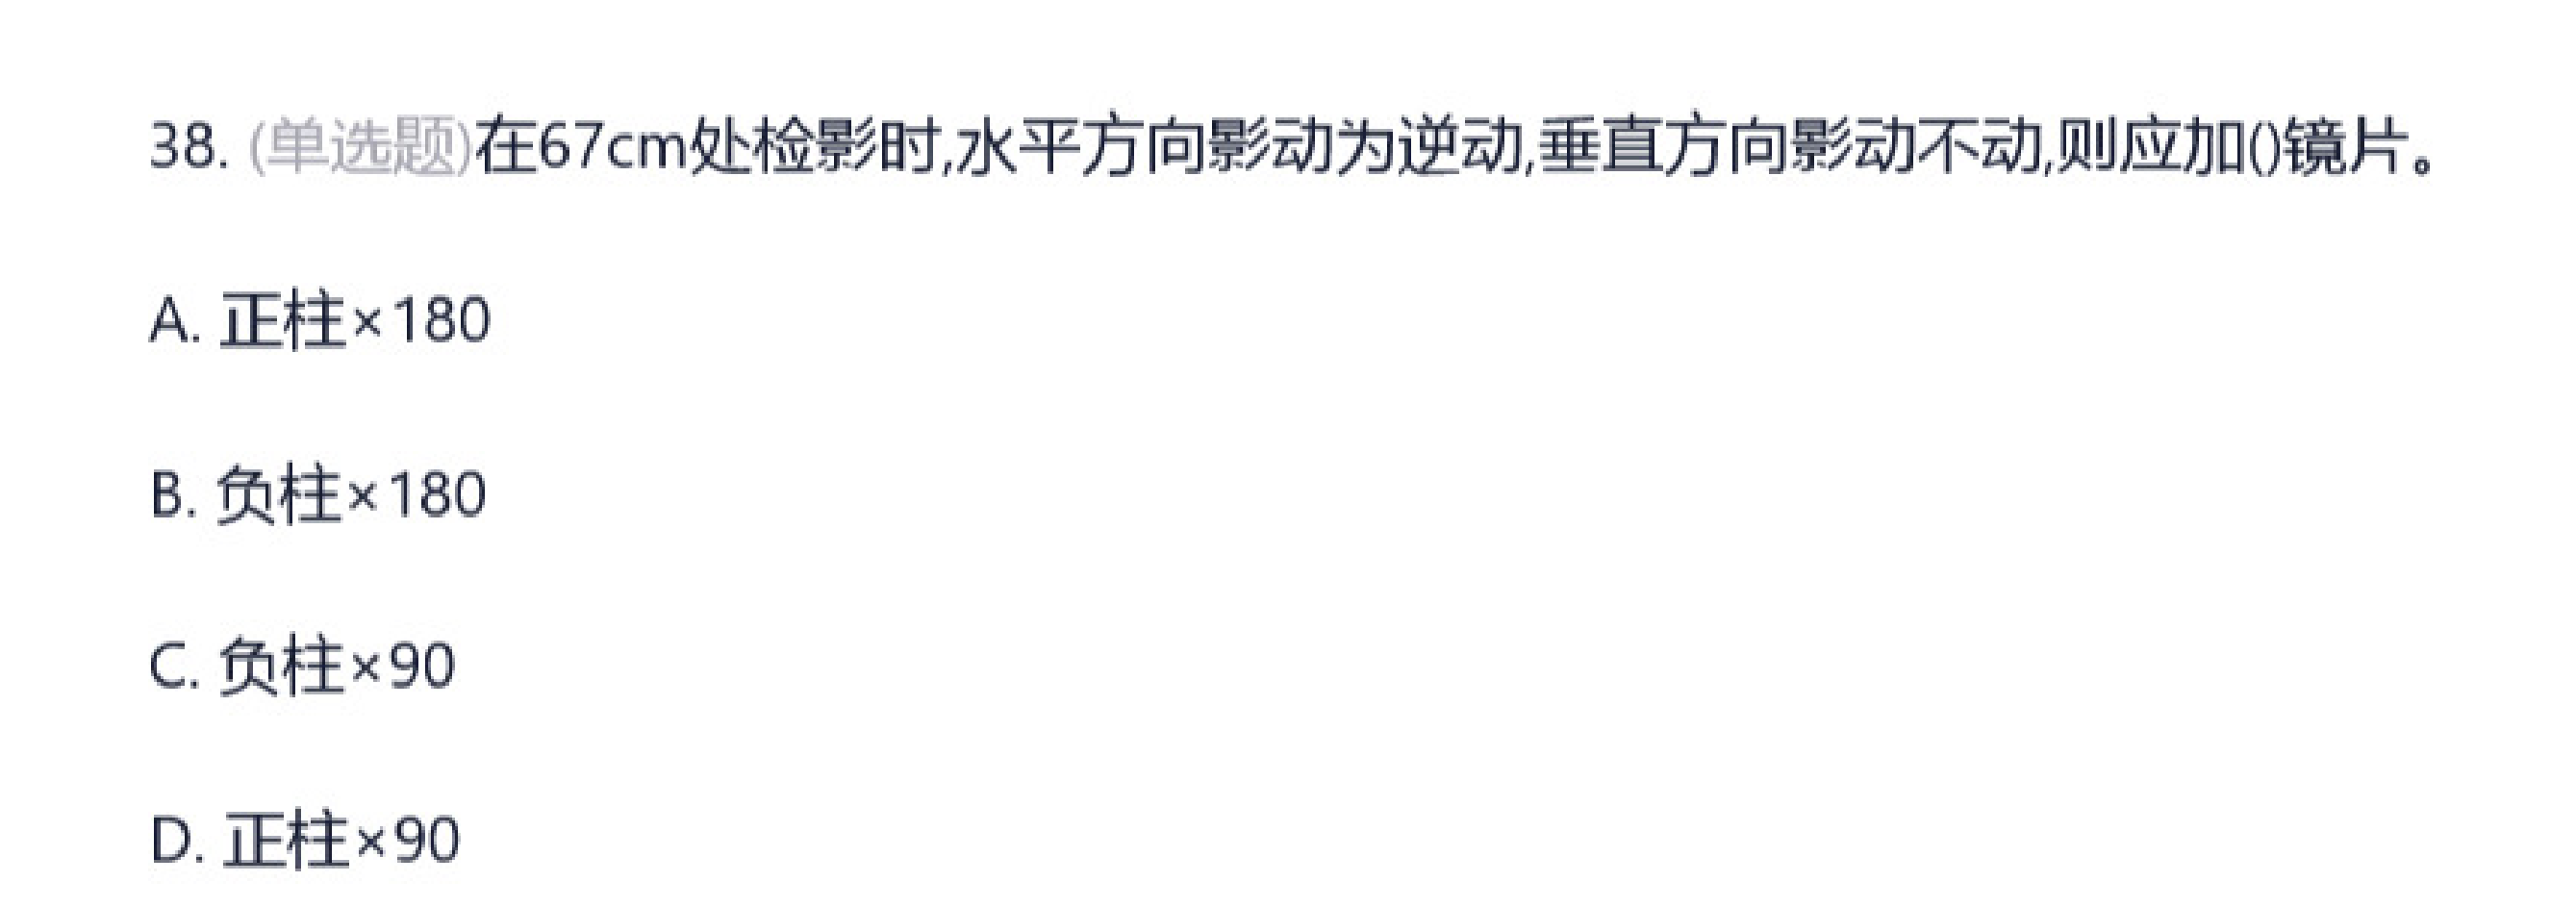 38. (单选题)在67cm处检影时,水平方向影动为逆动,垂直方向影动不动,则应加()镜片。
A. 正柱×180
B. 负柱×180
C. 负柱×90
D. 正柱×90